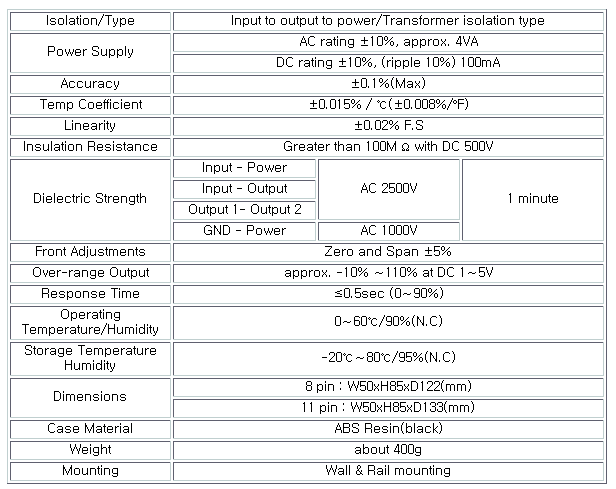 Isolation/Type Input to output to power/Transformer isolation type
Power Supply
AC rating ±10%, approx. 4VA
DC rating ±10%, (ripple 10%) 100mA
Accuracy ±0.1%(Max)
Temp Coefficient ±0.015% / ℃(±0.008%/℉)
Linearity ±0.02% F.S
Insulation Resistance Greater than 100M Ω with DC 500V
Dielectric Strength
Input - Power
Input - Output
Output 1- Output 2
AC 2500V
GND - Power AC 1000V
1 minute
Front Adjustments Zero and Span ±5%
Over-range Output approx. -10% ~110% at DC 1~5V
Response Time ≤0.5sec (0~90%)
Operating
Temperature/Humidity
0~60℃/90%(N.C)
Storage Temperature
Humidity
-20℃~80℃/95%(N.C)
Dimensions
8 pin : W50xH85xD122(mm)
11 pin : W50xH85xD133(mm)
Case Material ABS Resin(black)
Weight about 400g
Mounting Wall & Rail mounting